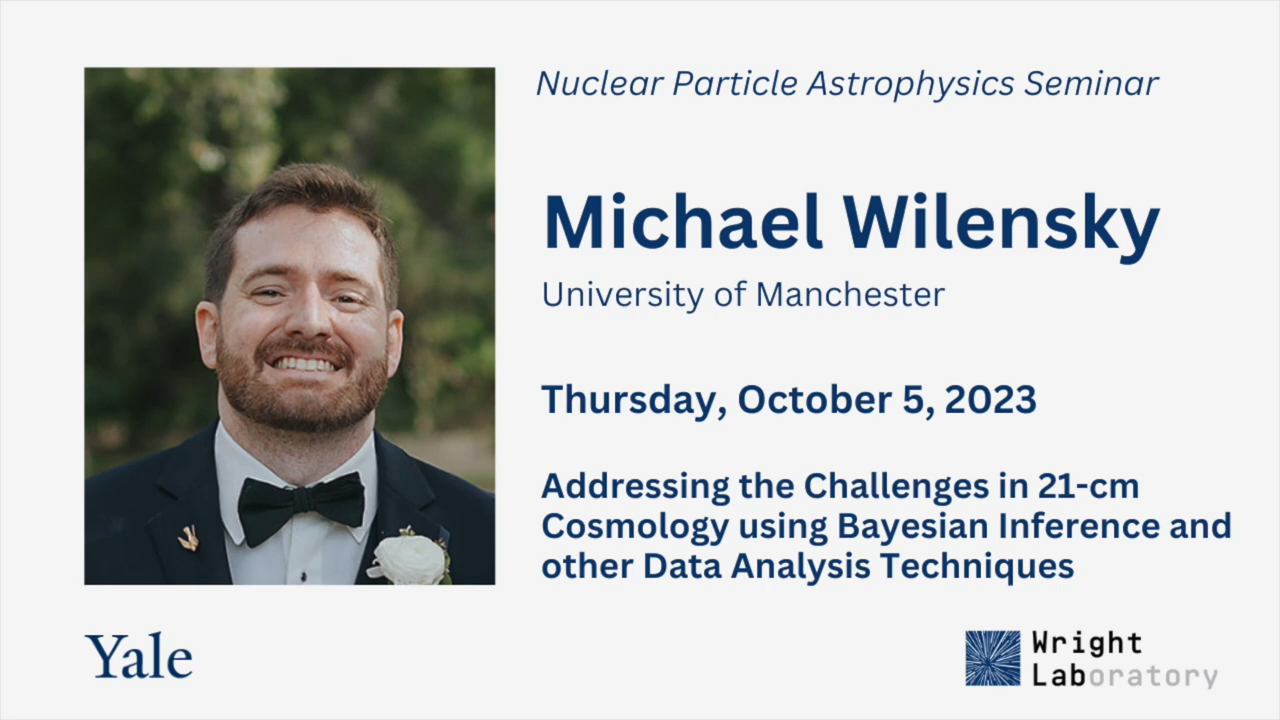 Nuclear Particle Astrophysics Seminar
Michael Wilensky
University of Manchester
Thursday, October 5, 2023
Addressing the Challenges in 21-cm
Cosmology using Bayesian Inference and
other Data Analysis Techniques
Yale
Wright
Laboratory